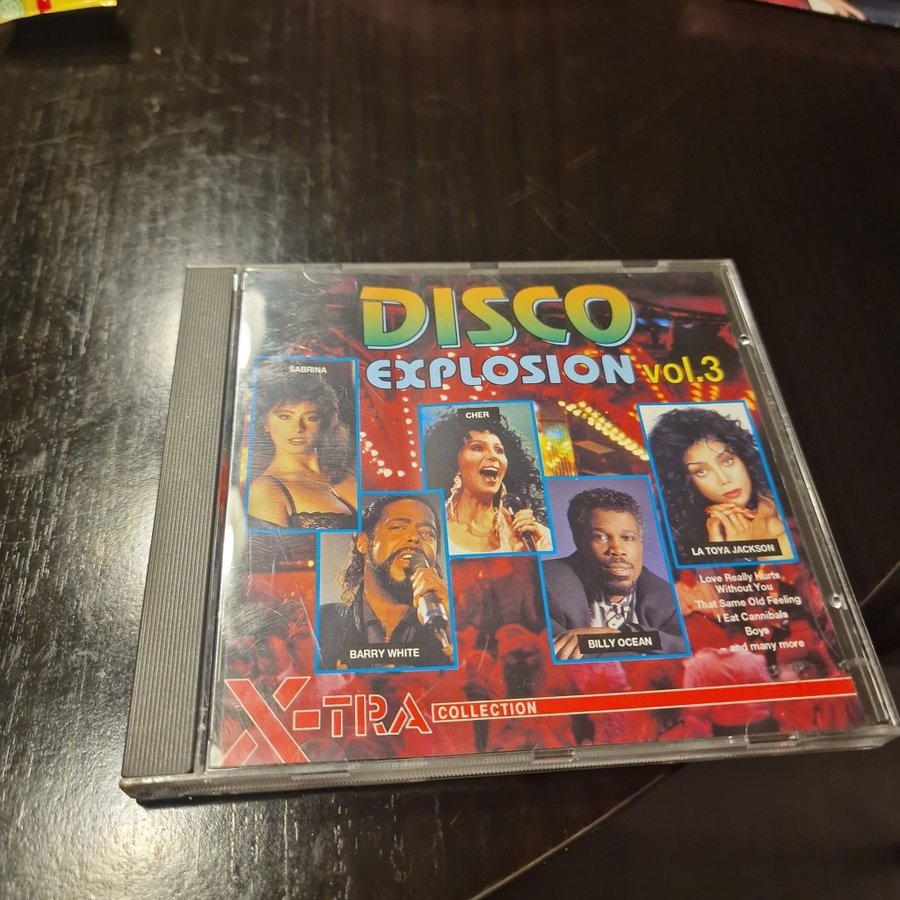 DISCO
EXPLOSION vol.3
SABRINA
CHER
LA TOYA JACKSON
BARRY WHITE
BILLY OCEAN
Love Really Hurts
Without You
That Same Old Feeling
I Eat Cannibals
Boys
– and many more
X-TRA COLLECTION